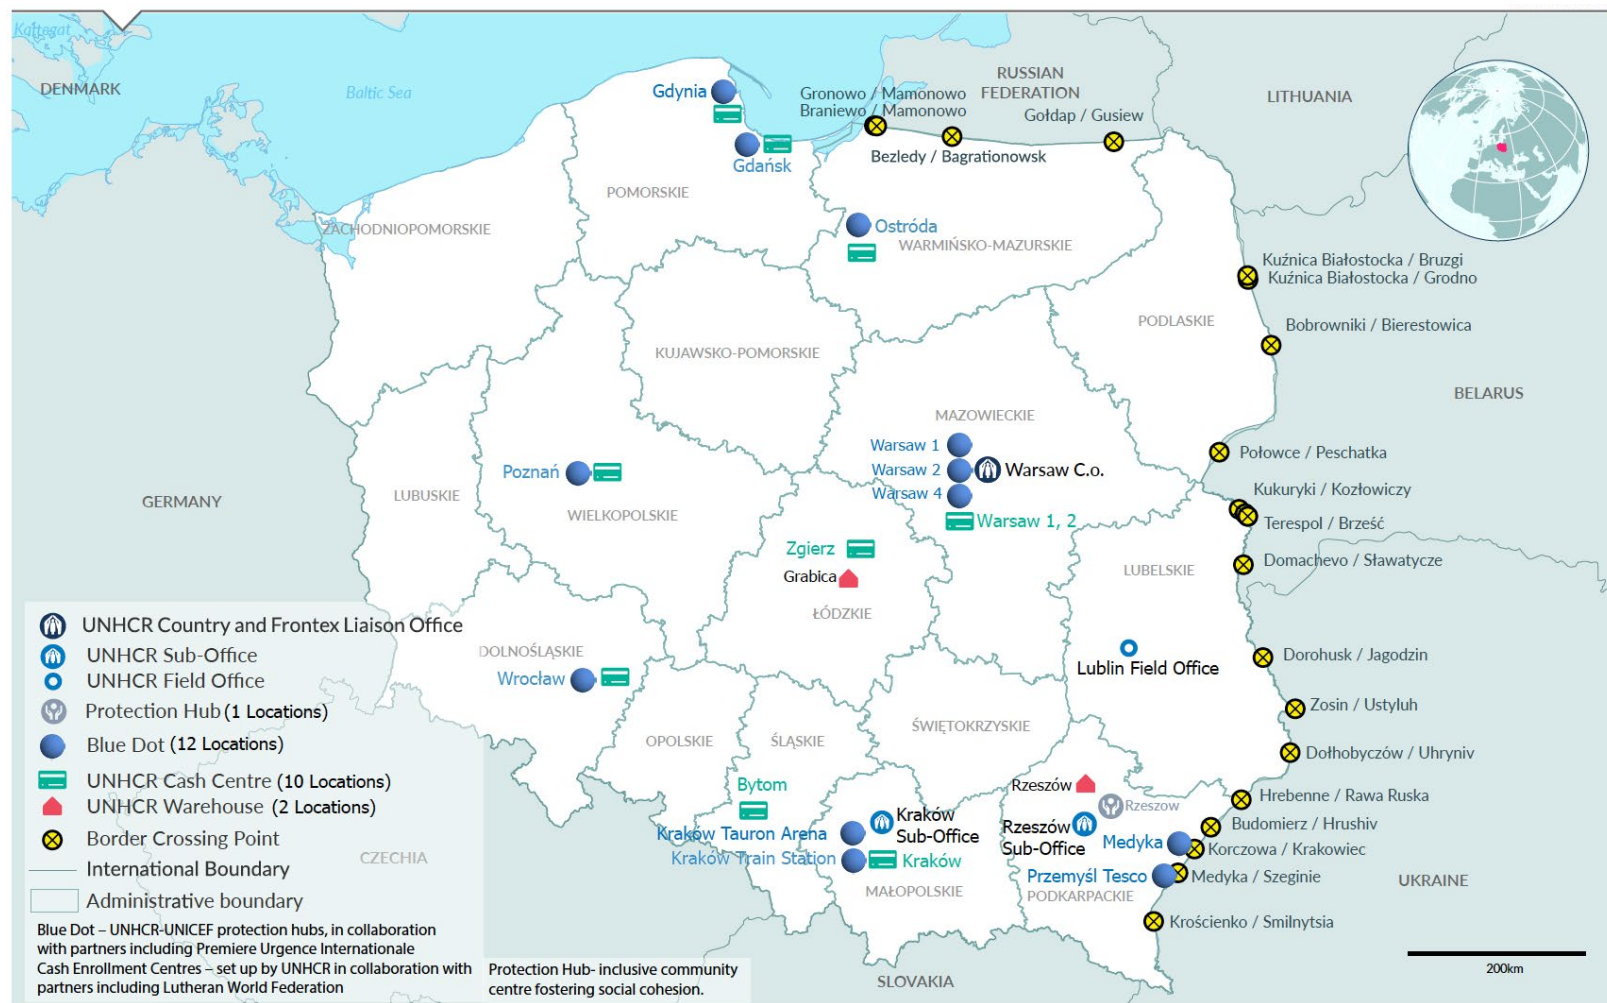 Kattegat
DENMARK
Baltic Sea
RUSSIAN
FEDERATION
LITHUANIA
Gdynia
Gronowo / Mamonowo
Braniewo / Mamonowo
Gołdap / Gusiew
Bezledy / Bagrationowsk
Gdańsk
POMORSKIE
ZACHODNIOPOMORSKIE
Ostróda
WARMIŃSKO-MAZURSKIE
Kuźnica Białostocka / Bruzgi
Kuźnica Białostocka / Grodno
PODLASKIE
Bobrowniki / Bierestowica
KUJAWSKO-POMORSKIE
BELARUS
MAZOWIECKIE
Warsaw 1
Warsaw 2
Warsaw C.o.
Warsaw 4
Warsaw 1, 2
Połowce / Peschatka
Poznań
LUBUSKIE
GERMANY
WIELKOPOLSKIE
Kukuryki / Kozłowiczy
Terespol / Brześć
Zgierz
Grabica
ŁÓDZKIE
LUBELSKIE
Domachevo / Sławatycze
Lublin Field Office
Dorohusk / Jagodzin
DOLNOŚLĄSKIE
Wrocław
Zosin / Ustyluh
OPOLSKIE
ŚLĄSKIE
ŚWIĘTOKRZYSKIE
Dołhobyczów / Uhryniv
Bytom
Rzeszów
Rzeszow
Hrebenne / Rawa Ruska
Kraków
Sub-Office
Kraków Tauron Arena
Rzeszów
Sub-Office
Budomierz / Hrushiv
Medyka
Korczowa / Krakowiec
Kraków Train Station
Kraków
Przemyśl Tesco
Medyka / Szeginie
MAŁOPOLSKIE
PODKARPACKIE
UKRAINE
CZECHIA
Krościenko / Smilnytsia
SLOVAKIA
200km
UNHCR Country and Frontex Liaison Office
UNHCR Sub-Office
UNHCR Field Office
Protection Hub (1 Locations)
Blue Dot (12 Locations)
UNHCR Cash Centre (10 Locations)
UNHCR Warehouse (2 Locations)
Border Crossing Point
International Boundary
Administrative boundary
Blue Dot – UNHCR-UNICEF protection hubs, in collaboration
with partners including Premiere Urgence Internationale
Cash Enrollment Centres – set up by UNHCR in collaboration with
partners including Lutheran World Federation
Protection Hub- inclusive community
centre fostering social cohesion.